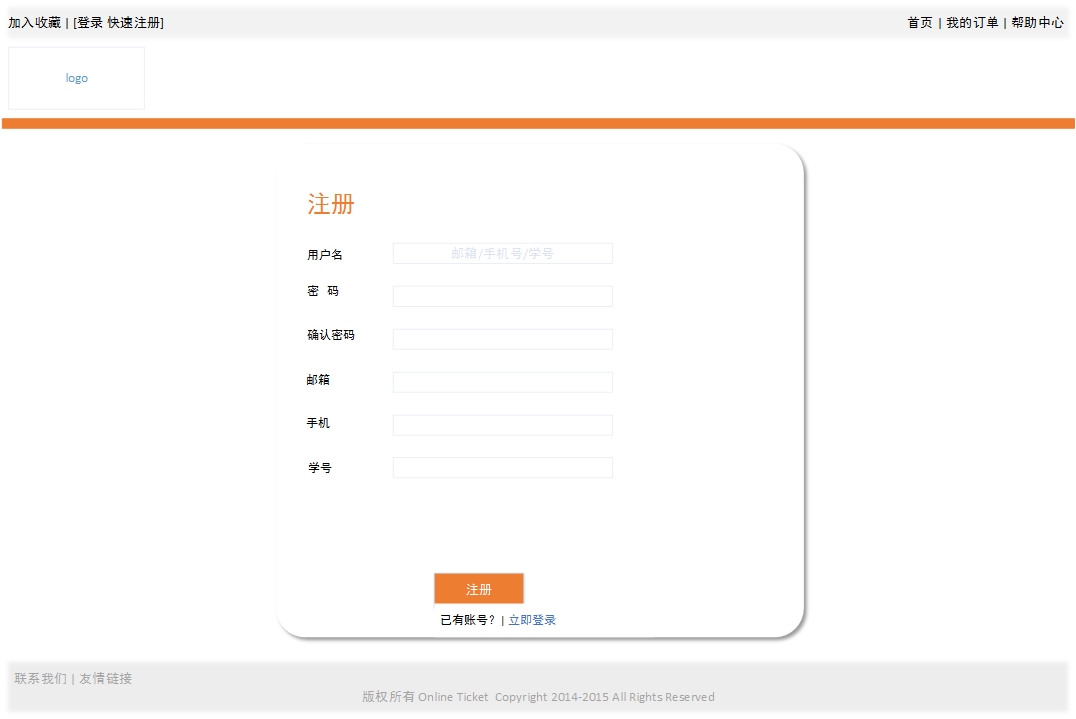 加入收藏 | [登录 快速注册]
首页 | 我的订单 | 帮助中心
logo
注册
用户名
邮箱/手机号/学号
密 码
确认密码
邮箱
手机
学号
注册
已有账号？ | 立即登录
联系我们 | 友情链接
版权所有 Online Ticket Copyright 2014-2015 All Rights Reserved